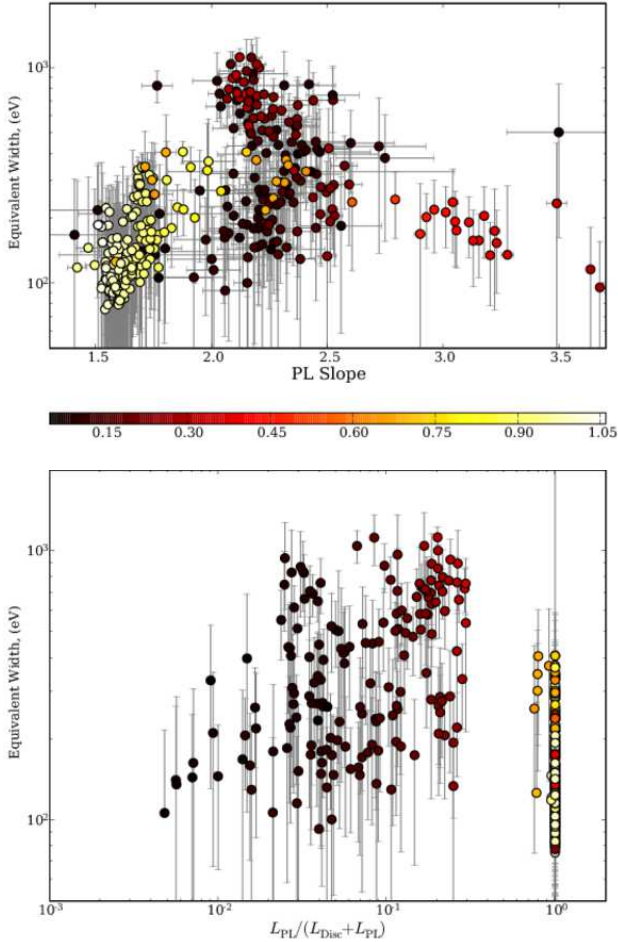 10³
10²
Equivalent Width, (eV)
1.5 2.0 2.5 3.0 3.5
PL Slope
0.15 0.30 0.45 0.60 0.75 0.90 1.05
10³
10²
Equivalent Width, (eV)
10⁻³ 10⁻² 10⁻¹ 10⁰
L_PL/(L_Disc+L_PL)